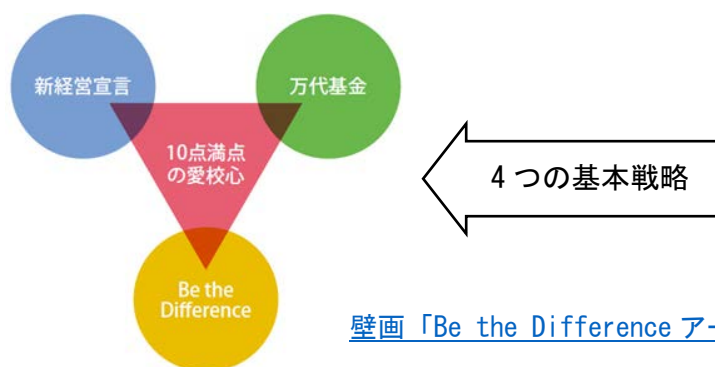 新経営宣言
万代基金
10点満点
の愛校心
4つの基本戦略
Be the
Difference
壁画「Be the Difference アー